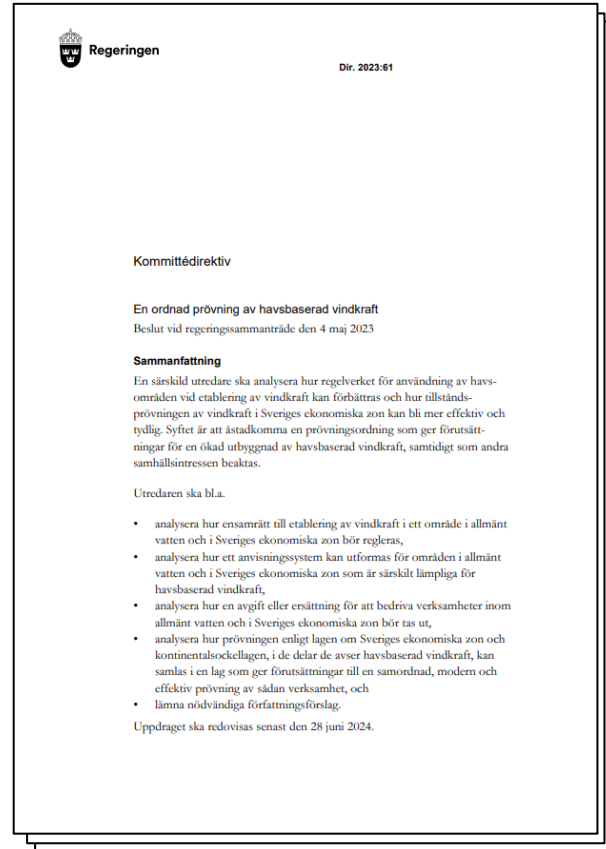 Regeringen
Dir. 2023:61
Kommittédirektiv
En ordnad prövning av havsbaserad vindkraft
Beslut vid regeringssammanträde den 4 maj 2023
Sammanfattning
En särskild utredare ska analysera hur regelverket för användning av havs-
områden vid etablering av vindkraft kan förbättras och hur tillstånds-
prövningen av vindkraft i Sveriges ekonomiska zon kan bli mer effektiv och
tydlig. Syftet är att åstadkomma en prövningsordning som ger förutsätt-
ningar för en ökad utbyggnad av havsbaserad vindkraft, samtidigt som andra
samhällsintressen beaktas.
Utredaren ska bl.a.
• analysera hur ensamrätt till etablering av vindkraft i ett område i allmänt
vatten och i Sveriges ekonomiska zon bör regleras,
• analysera hur ett anvisningssystem kan utformas för områden i allmänt
vatten och i Sveriges ekonomiska zon som är särskilt lämpliga för
havsbaserad vindkraft,
• analysera hur en avgift eller ersättning för att bedriva verksamheter inom
allmänt vatten och i Sveriges ekonomiska zon bör tas ut,
• analysera hur prövningen enligt lagen om Sveriges ekonomiska zon och
kontinentalsockellagen, i de delar de avser havsbaserad vindkraft, kan
samlas i en lag som ger förutsättningar till en samordnad, modern och
effektiv prövning av sådan verksamhet, och
• lämna nödvändiga författningsförslag.
Uppdraget ska redovisas senast den 28 juni 2024.